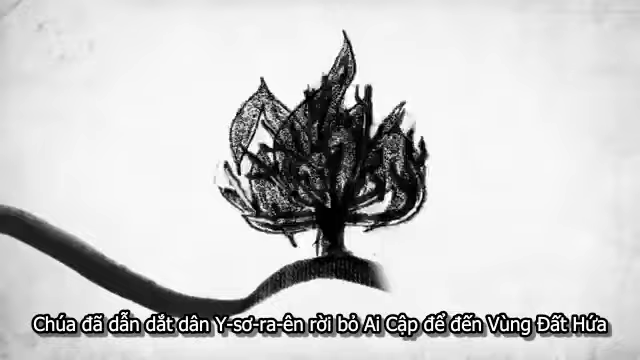 Chúa đã dẫn dắt dân Y-sơ-ra-ên rời bỏ Ai Cập để đến Vùng Đất Hứa